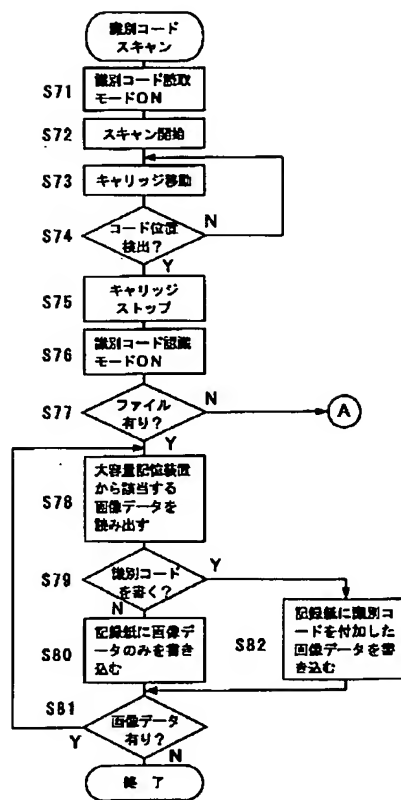 識別コード
スキャン
S71
識別コード読取
モードON
S72
スキャン開始
S73
キャリッジ移動
S74
コード位置
検出?
N
Y
S75
キャリッジ
ストップ
S76
識別コード認識
モードON
S77
ファイル
有り?
N
A
Y
S78
大容量記憶装置
から該当する
画像データを
読み出す
S79
識別コード
を書く?
Y
N
S80
記録紙に画像デー
タのみを書き
込む
S82
記録紙に識別コ
ードを付加した
画像データを書
き込む
S81
画像データ
有り?
Y
N
終了